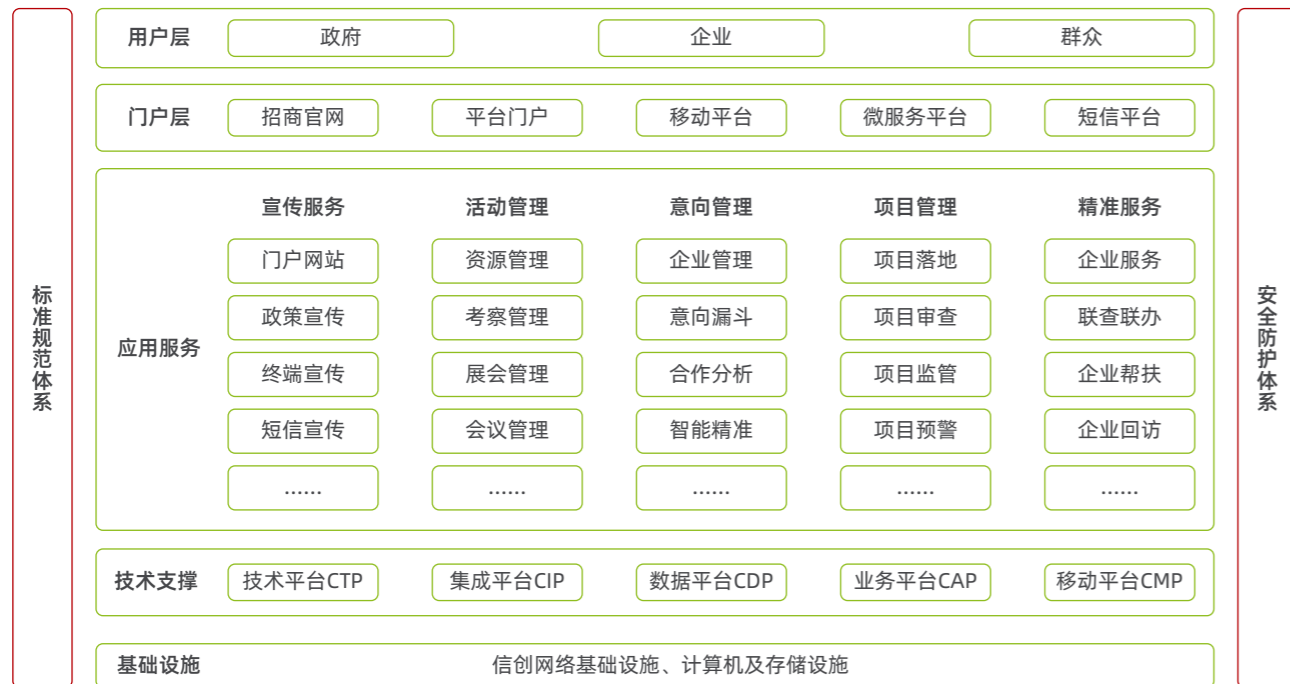 标准规范体系
用户层
政府
企业
群众
门户层
招商官网
平台门户
移动平台
微服务平台
短信平台
应用服务
宣传服务
活动管理
意向管理
项目管理
精准服务
门户网站
资源管理
企业管理
项目落地
企业服务
政策宣传
考察管理
意向漏斗
项目审查
联查联办
终端宣传
展会管理
合作分析
项目监管
企业帮扶
短信宣传
会议管理
智能精准
项目预警
企业回访
......
......
......
......
......
技术支撑
技术平台CTP
集成平台CIP
数据平台CDP
业务平台CAP
移动平台CMP
基础设施
信创网络基础设施、计算机及存储设施
安全防护体系